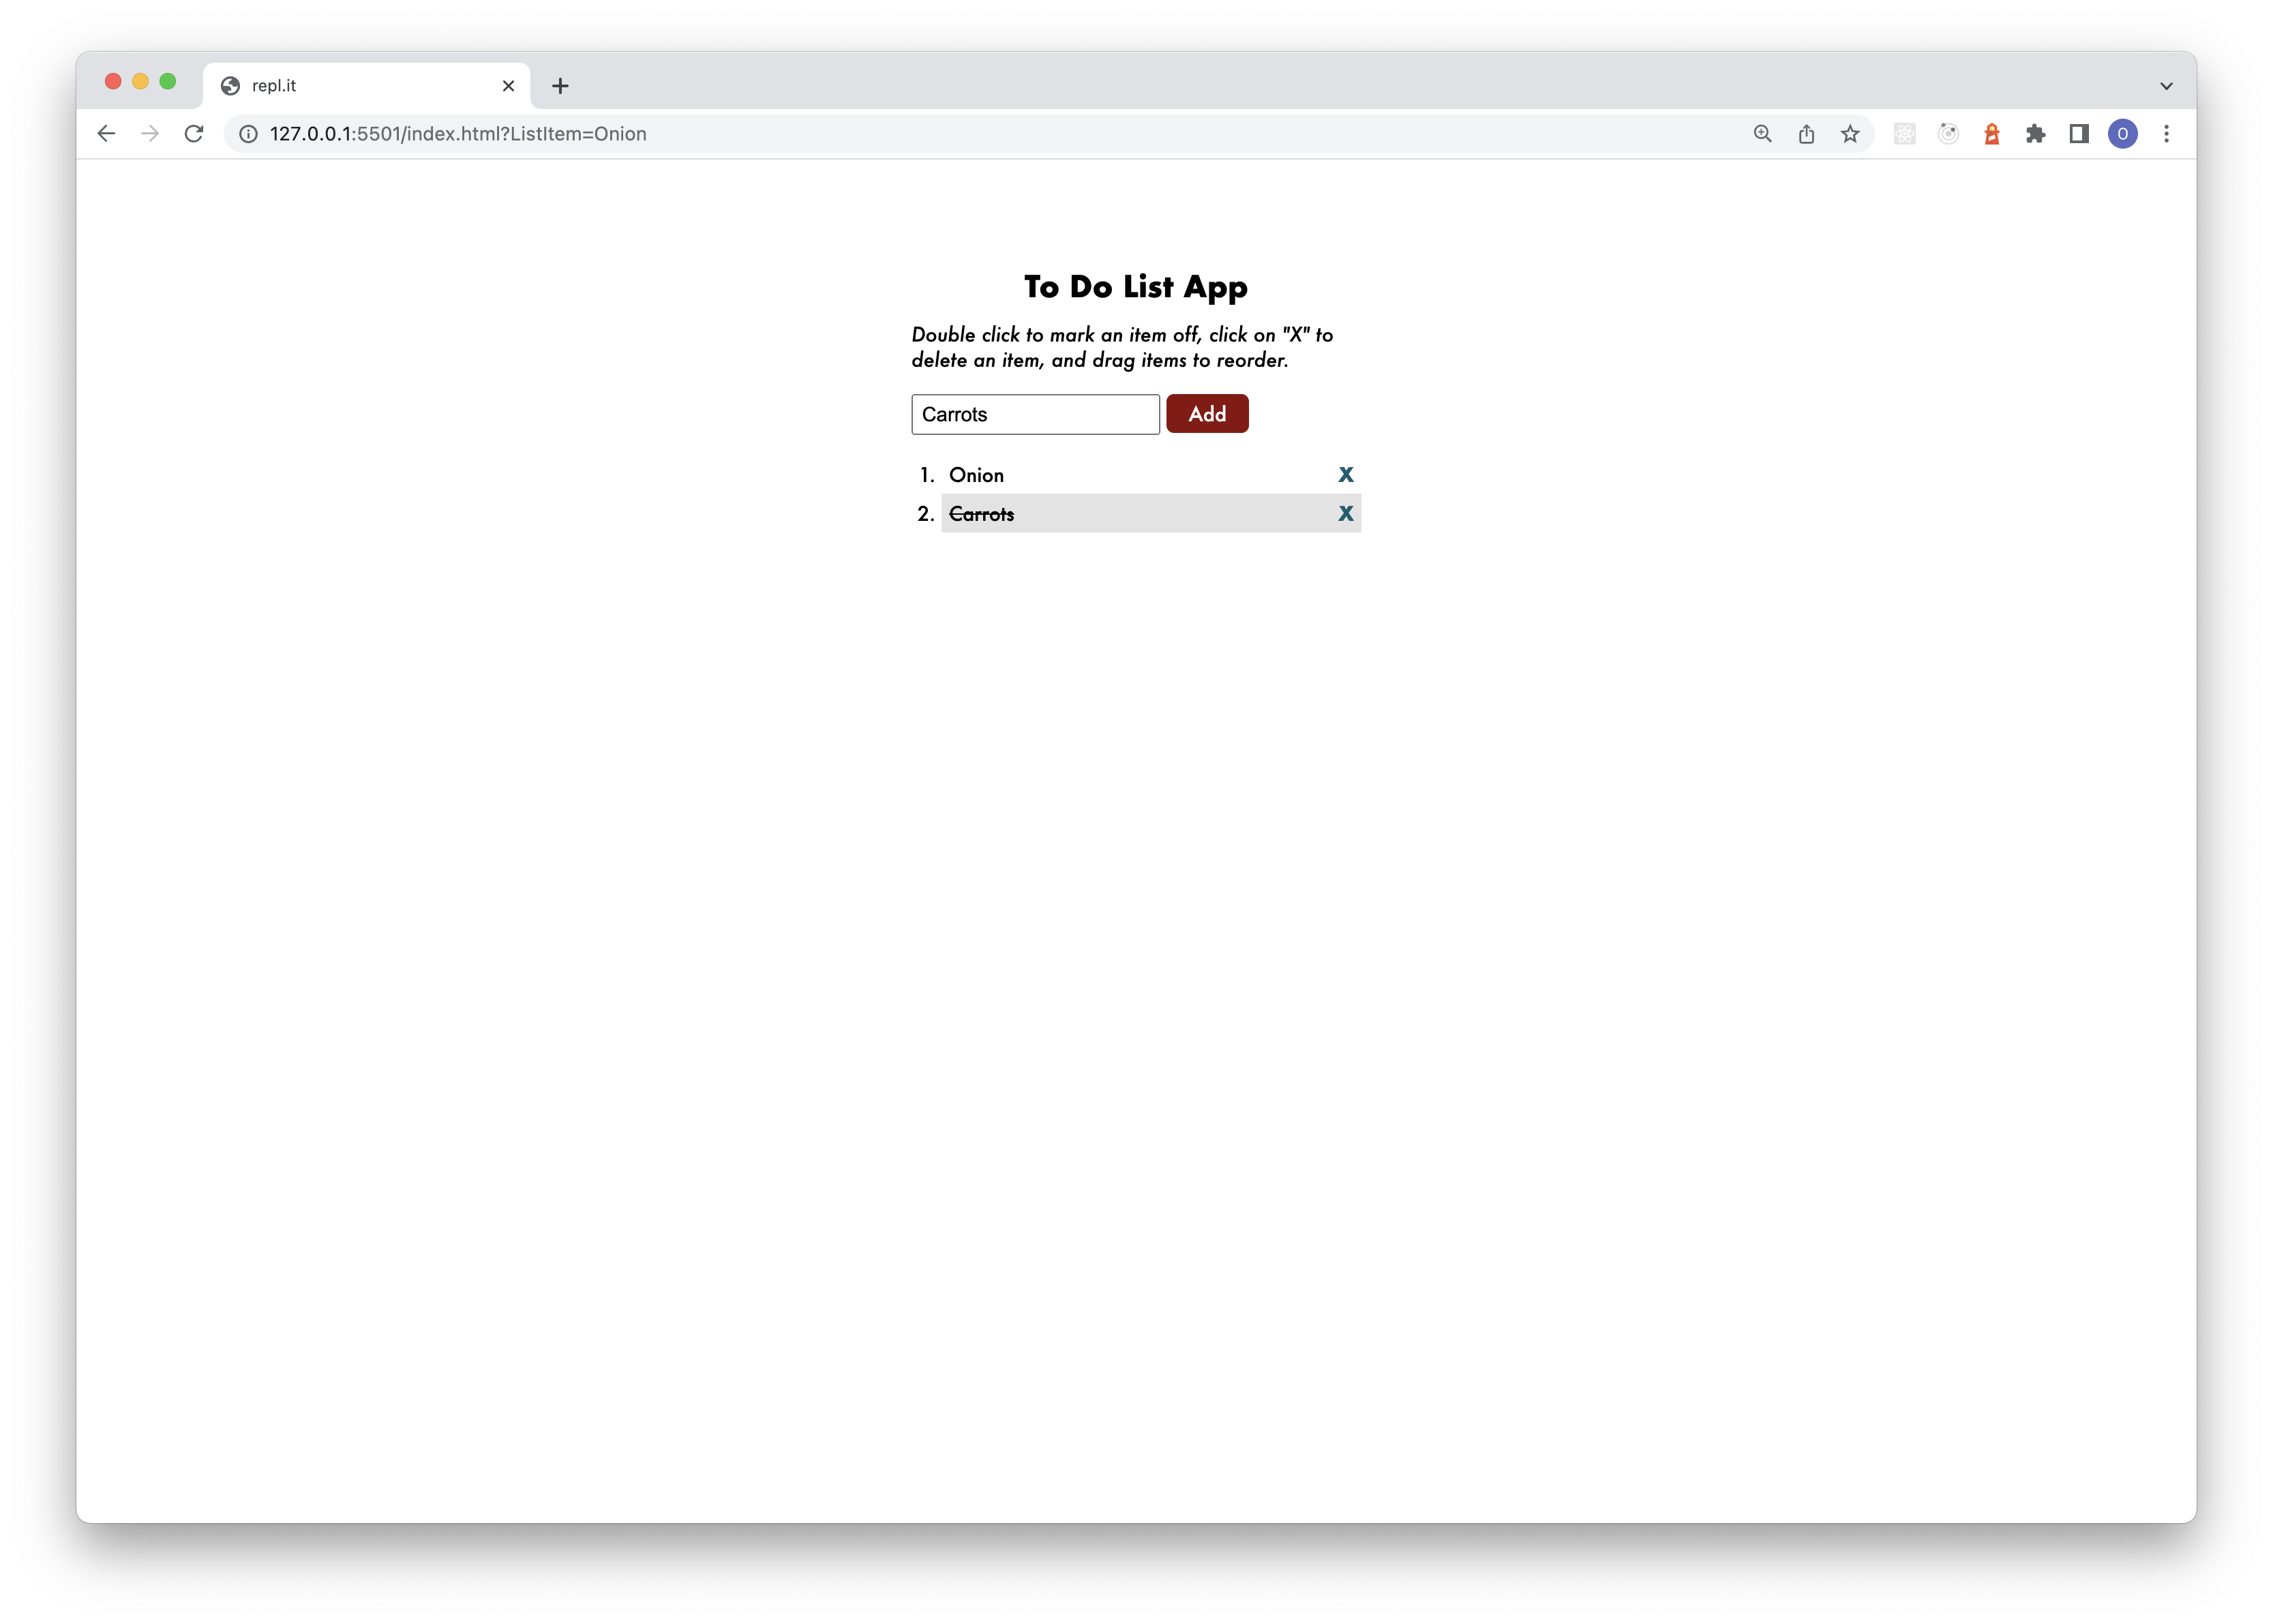 repl.it
127.0.0.1:5501/index.html?ListItem=Onion
O
To Do List App
Double click to mark an item off, click on "X" to
delete an item, and drag items to reorder.
Carrots Add
1. Onion X
2. Carrots X